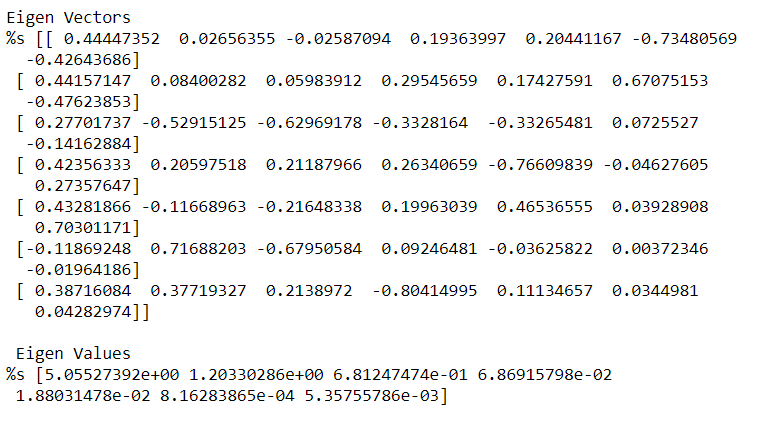 Eigen Vectors
%s [[ 0.44447352  0.02656355 -0.02587094  0.19363997  0.20441167 -0.73480569
  -0.42643686]
 [ 0.44157147  0.08400282  0.05983912  0.29545659  0.17427591  0.67075153
  -0.47623853]
 [ 0.27701737 -0.52915125 -0.62969178 -0.3328164  -0.33265481  0.0725527
  -0.14162884]
 [ 0.42356333  0.20597518  0.21187966  0.26340659 -0.76609839 -0.04627605
   0.27357647]
 [ 0.43281866 -0.11668963 -0.21648338  0.19963039  0.46536555  0.03928908
   0.70301171]
 [-0.11869248  0.71688203 -0.67950584  0.09246481 -0.03625822  0.00372346
  -0.01964186]
 [ 0.38716084  0.37719327  0.2138972  -0.80414995  0.11134657  0.0344981
   0.04282974]]
 Eigen Values
%s [5.05527392e+00 1.20330286e+00 6.81247474e-01 6.86915798e-02
 1.88031478e-02 8.16283865e-04 5.35755786e-03]